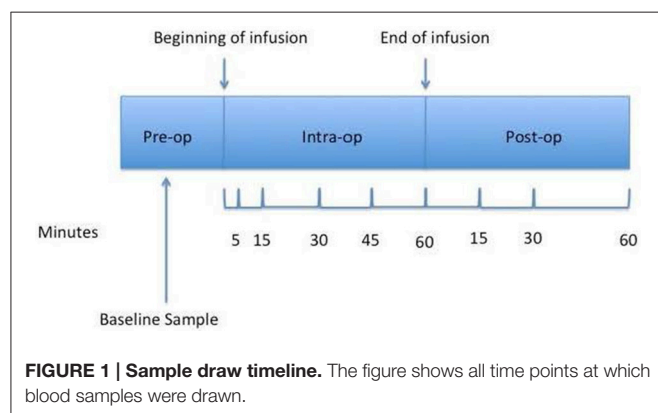 Beginning of infusion End of infusion
Pre-op Intra-op Post-op
Minutes 5 15 30 45 60 15 30 60
Baseline Sample
FIGURE 1 | Sample draw timeline. The figure shows all time points at which
blood samples were drawn.